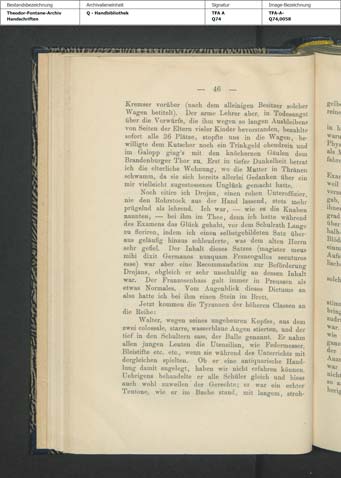 Bestandsbezeichnung Archivalieneinheit Signatur Image-Bezeichnung
Theodor-Fontane-Archiv Q - Handbibliothek TFA A TFA-A-
Handschriften Q74 Q74,0058
— 46 —
Kremser vorüber (nach dem alleinigen Besitzer solcher
Wagen betitelt). Der arme Lehrer aber, in Todesangst
über die Vorwürfe, die ihm wegen so langen Ausbleibens
von Seiten der Eltern vieler Kinder bevorstanden, bezahlte
sofort alle 36 Plätze, stopfte uns in die Wagen, be-
willigte dem Kutscher noch ein Trinkgeld obendrein und
im Galopp ging's mit den knöchernen Gäulen dem
Brandenburger Thor zu. Erst in tiefer Dunkelheit betrat
ich die elterliche Wohnung, wo die Mutter in Thränen
schwamm, da sie sich bereits allerlei Gedanken über ein
mir vielleicht zugestossenes Unglück gemacht hatte.
Noch citire ich Drojan, einen rohen Unteroffizier,
nie den Rohrstock aus der Hand lassend, stets mehr
prügelnd als lehrend. Ich war, — wie es die Knaben
nannten, — bei ihm in Thee, denn ich hatte während
des Examens das Glück gehabt, vor dem Schulrath Lange
zu floriren, indem ich einen selbstgebildeten Satz über-
aus geläufig hinaus schleuderte, was dem alten Herrn
sehr gefiel. Der Inhalt dieses Satzes (magister meus
mihi dixit Germanos nunquam Francogallos secuturos
esse) war aber eine Recommandation zur Beförderung
Drojans, obgleich er sehr unschuldig an dessen Inhalt
war. Der Franzosenhass galt immer in Preussen als
etwas Normales. Vom Augenblick dieses Dictums an
also hatte ich bei ihm einen Stein im Brett.
Jetzt kommen die Tyrannen der höheren Classen an
die Reihe:
Walter, wegen seines ungeheuren Kopfes, aus dem
zwei colossale, starre, wasserblaue Augen stierten, und der
tief in den Schultern sass, der Bulle genannt. Er nahm
allen jungen Leuten die Utensilien, wie Federmesser,
Bleistifte etc. etc., wenn sie während des Unterrichts mit
dergleichen spielten. Ob er eine antiquarische Hand-
lung damit angelegt, haben wir nicht erfahren können.
Uebrigens behandelte er alle Schüler gleich und hiess
auch wohl zuweilen der Gerechte; er war ein echter
Teutone, wie er im Buche stand, mit langem, stroh-